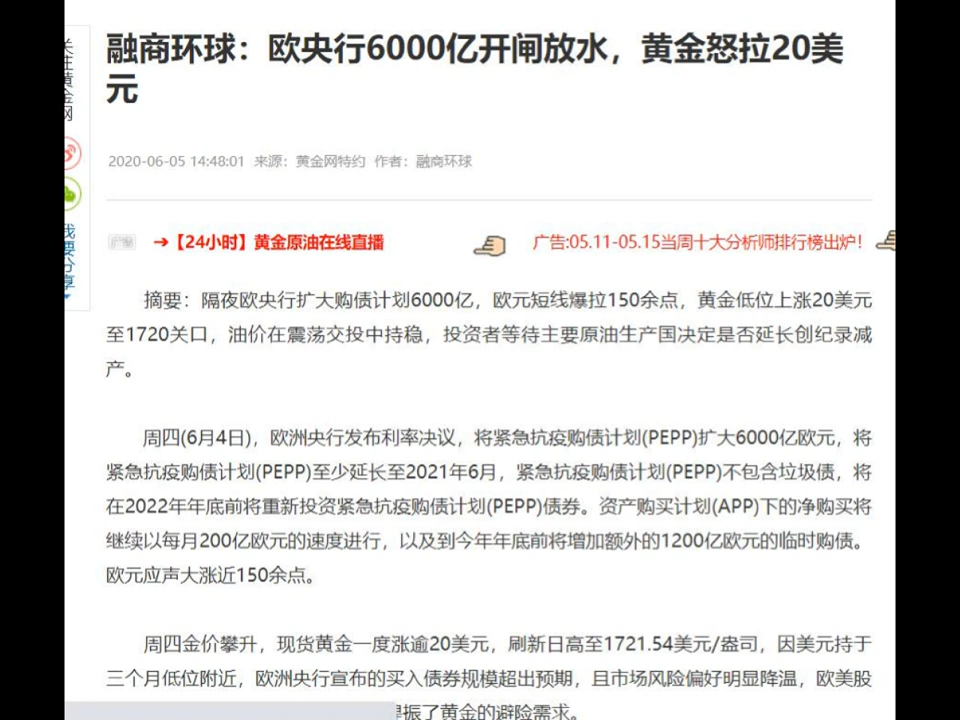 融商环球：欧央行6000亿开闸放水，黄金怒拉20美
元
2020-06-05 14:48:01 来源：黄金网特约 作者：融商环球
关注黄金网
我要分享
广告
→【24小时】黄金原油在线直播
广告:05.11-05.15当周十大分析师排行榜出炉！
摘要：隔夜欧央行扩大购债计划6000亿，欧元短线爆拉150余点，黄金低位上涨20美元
至1720关口，油价在震荡交投中持稳，投资者等待主要原油生产国决定是否延长创纪录减
产。
周四(6月4日)，欧洲央行发布利率决议，将紧急抗疫购债计划(PEPP)扩大6000亿欧元，将
紧急抗疫购债计划(PEPP)至少延长至2021年6月，紧急抗疫购债计划(PEPP)不包含垃圾债，将
在2022年年底前将重新投资紧急抗疫购债计划(PEPP)债券。资产购买计划(APP)下的净购买将
继续以每月200亿欧元的速度进行，以及到今年年底前将增加额外的1200亿欧元的临时购债。
欧元应声大涨近150余点。
周四金价攀升，现货黄金一度涨逾20美元，刷新日高至1721.54美元/盎司，因美元持于
三个月低位附近，欧洲央行宣布的买入债券规模超出预期，且市场风险偏好明显降温，欧美股
振了黄金的避险需求。